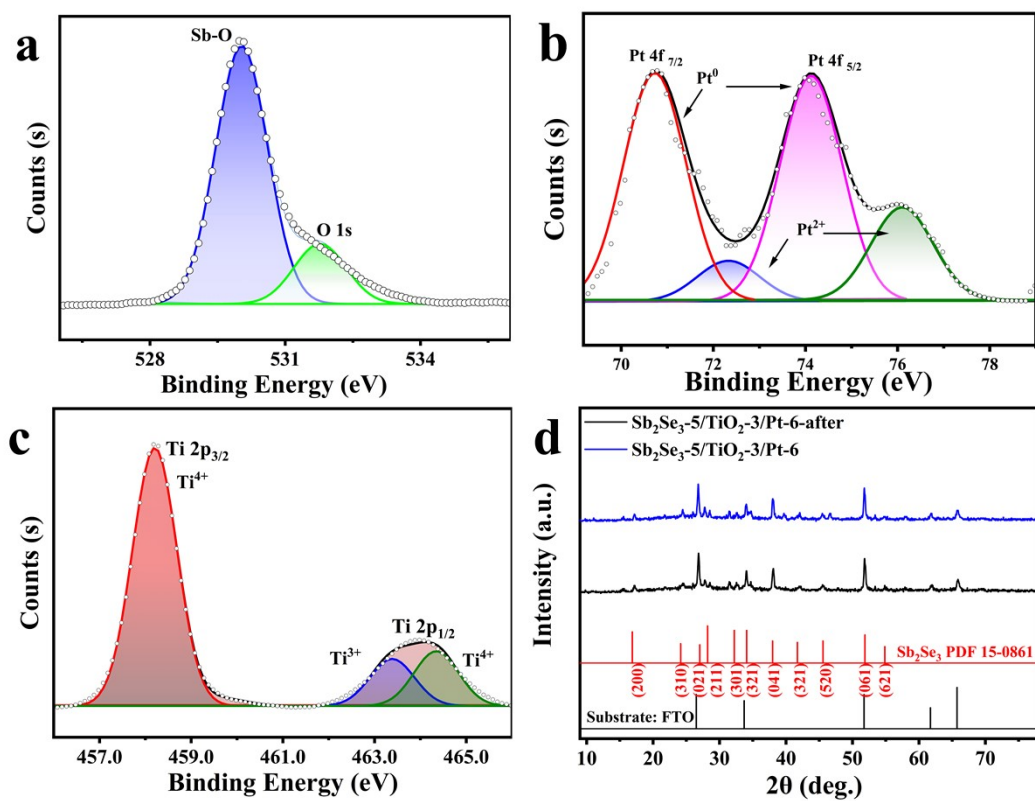 a
Sb-O
O 1s
Counts (s)
528 531 534
Binding Energy (eV)
b
Pt 4f 7/2
Pt⁰
Pt 4f 5/2
Pt²⁺
Counts (s)
70 72 74 76 78
Binding Energy (eV)
c
Ti 2p₃/₂
Ti⁴⁺
Ti 2p₁/₂
Ti³⁺
Ti⁴⁺
Counts (s)
457.0 459.0 461.0 463.0 465.0
Binding Energy (eV)
d
Sb₂Se₃-5/TiO₂-3/Pt-6-after
Sb₂Se₃-5/TiO₂-3/Pt-6
Intensity (a.u.)
Sb₂Se₃ PDF 15-0861
(200) (310) (021) (211) (301) (321) (041) (321) (520) (061) (621)
Substrate: FTO
10 20 30 40 50 60 70
2θ (deg.)